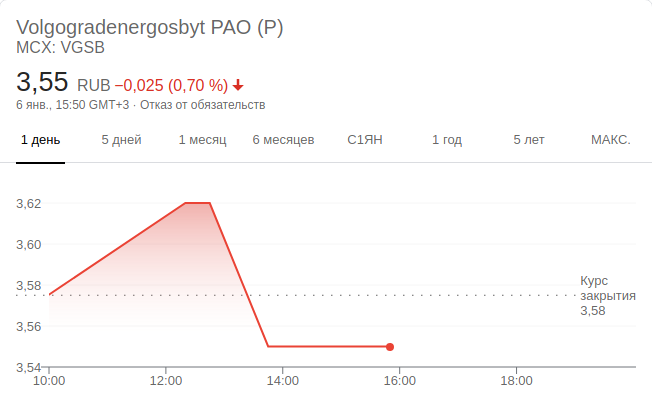 Volgogradenergosbyt PAO (P)
MCX: VGSB
3,55 RUB −0,025 (0,70 %)
6 янв., 15:50 GMT+3 · Отказ от обязательств
1 день 5 дней 1 месяц 6 месяцев С1ЯН 1 год 5 лет МАКС.
3,62
3,60
3,58
3,56
3,54
Курс
закрытия
3,58
10:00 12:00 14:00 16:00 18:00